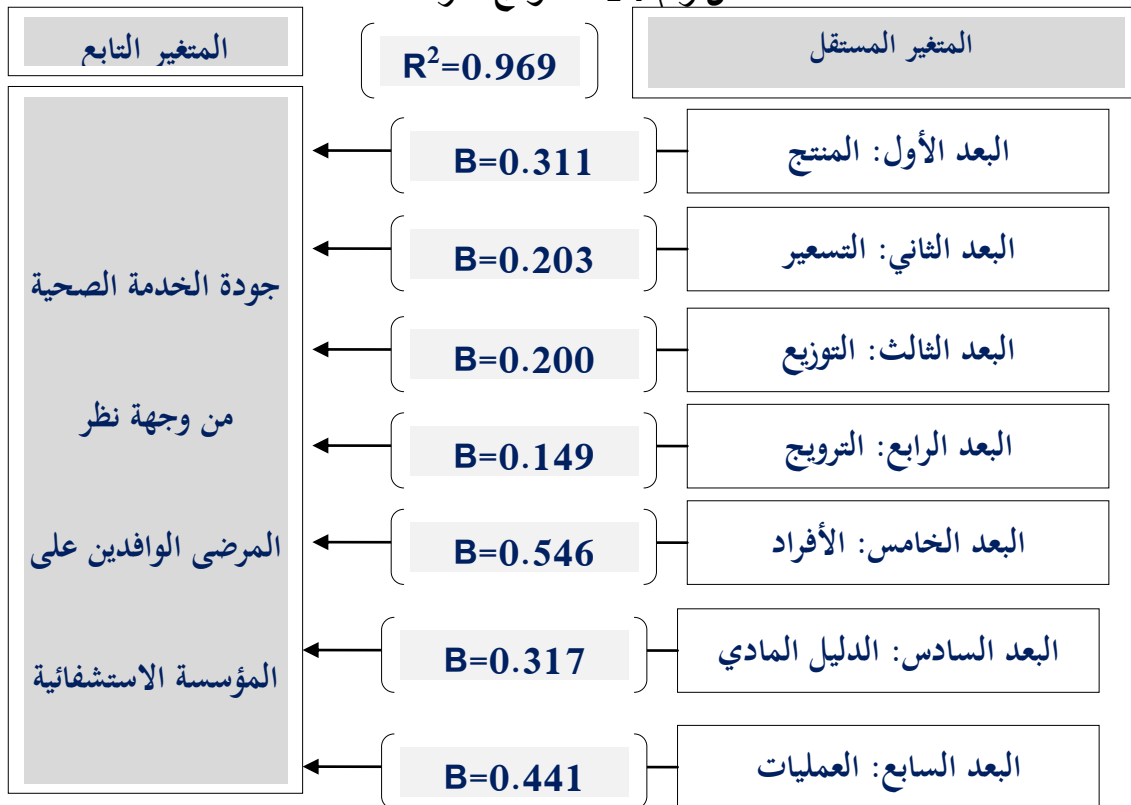 المتغير المستقل
R²=0.969
المتغير التابع
البعد الأول: المنتج
B=0.311
البعد الثاني: التسعير
B=0.203
البعد الثالث: التوزيع
B=0.200
البعد الرابع: الترويج
B=0.149
البعد الخامس: الأفراد
B=0.546
البعد السادس: الدليل المادي
B=0.317
البعد السابع: العمليات
B=0.441
جودة الخدمة الصحية
من وجهة نظر
المرضى الوافدين على
المؤسسة الاستشفائية